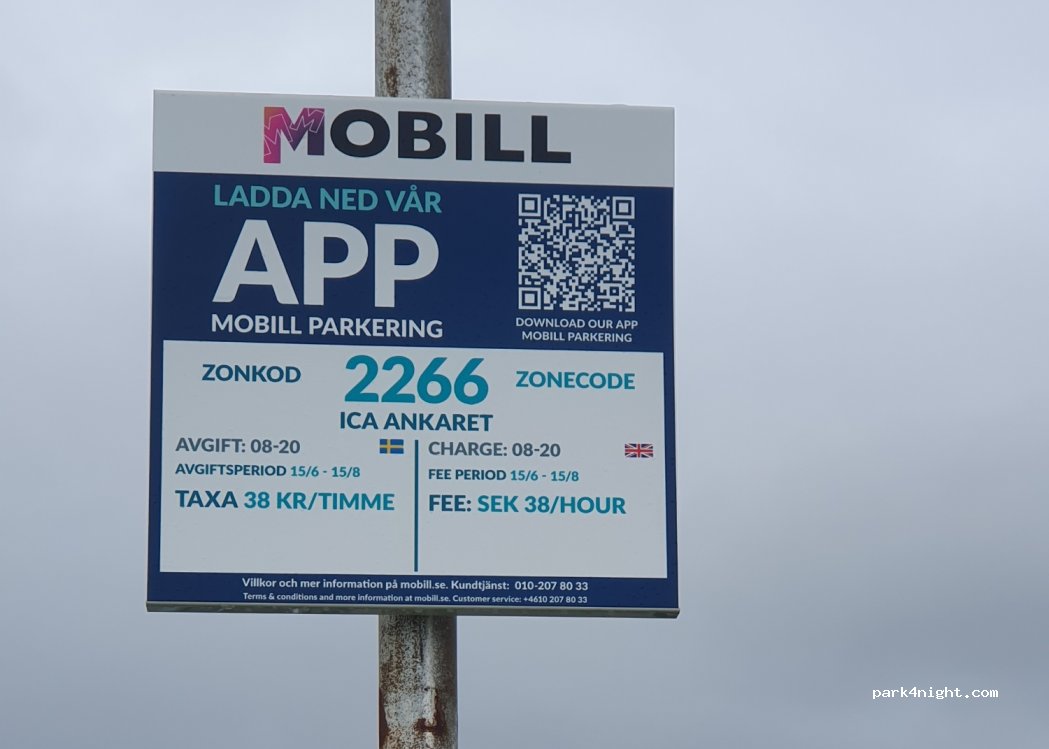 MOBILL
LADDA NED VÅR
APP
MOBILL PARKERING
DOWNLOAD OUR APP
MOBILL PARKERING
ZONKOD 2266 ZONECODE
ICA ANKARET
AVGIFT: 08-20
AVGIFTSPERIOD 15/6 - 15/8
TAXA 38 KR/TIMME
CHARGE: 08-20
FEE PERIOD 15/6 - 15/8
FEE: SEK 38/HOUR
Villkor och mer information på mobill.se. Kundtjänst: 010-207 80 33
Terms & conditions and more information at mobill.se. Customer service: +4610 207 80 33
park4night.com